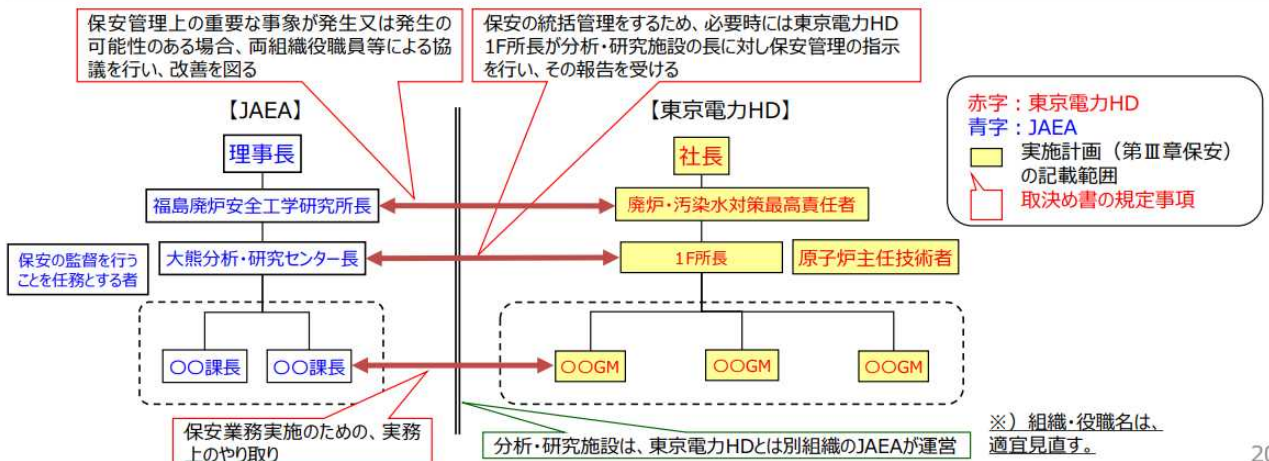 保安管理上の重要な事象が発生又は発生の
可能性のある場合、両組織役職員等による協
議を行い、改善を図る
保安の統括管理をするため、必要時には東京電力HD
1F所長が分析・研究施設の長に対し保安管理の指示
を行い、その報告を受ける
【JAEA】
【東京電力HD】
赤字：東京電力HD
青字：JAEA
実施計画（第Ⅲ章保安）
の記載範囲
取決め書の規定事項
理事長
社長
福島廃炉安全工学研究所長
廃炉・汚染水対策最高責任者
保安の監督を行う
ことを任務とする者
大熊分析・研究センター長
1F所長
原子炉主任技術者
〇〇課長
〇〇課長
〇〇GM
〇〇GM
〇〇GM
保安業務実施のための、実務
上のやり取り
分析・研究施設は、東京電力HDとは別組織のJAEAが運営
※）組織・役職名は、
適宜見直す。
20